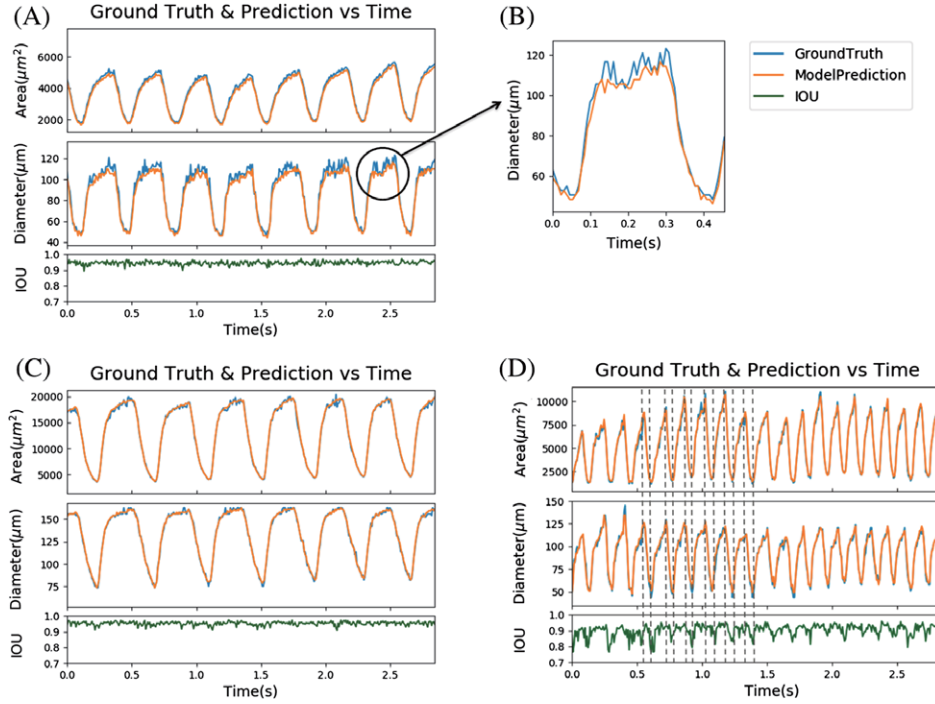 (A)
Ground Truth & Prediction vs Time
Area(μm²)
6000
4000
2000
Diameter(μm)
120
100
80
60
40
IOU
1.0
0.9
0.8
0.7
0.0 0.5 1.0 1.5 2.0 2.5
Time(s)
(B)
Diameter(μm)
120
100
80
60
0.0 0.1 0.2 0.3 0.4
Time(s)
GroundTruth
ModelPrediction
IOU
(C)
Ground Truth & Prediction vs Time
Area(μm²)
20000
15000
10000
5000
Diameter(μm)
150
125
100
75
IOU
1.0
0.9
0.8
0.7
0.0 0.5 1.0 1.5 2.0 2.5
Time(s)
(D)
Ground Truth & Prediction vs Time
Area(μm²)
10000
7500
5000
2500
Diameter(μm)
150
125
100
75
50
IOU
1.0
0.9
0.8
0.7
0.0 0.5 1.0 1.5 2.0 2.5
Time(s)